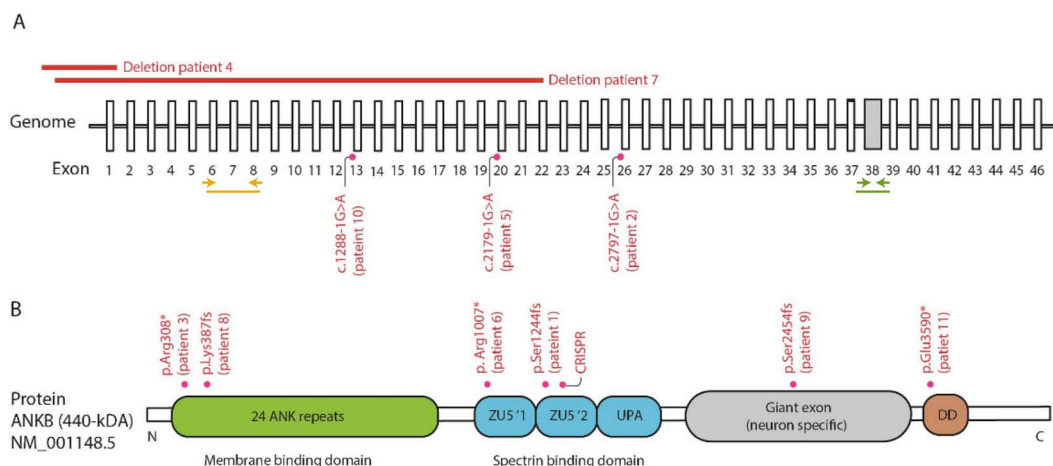 A
Deletion patient 4
Deletion patient 7
Genome
Exon
1 2 3 4 5 6 7 8 9 10 11 12 13 14 15 16 17 18 19 20 21 22 23 24 25 26 27 28 29 30 31 32 33 34 35 36 37 38 39 40 41 42 43 44 45 46
c.1288-1G>A
(pateint 10)
c.2179-1G>A
(patient 5)
c.2797-1G>A
(patient 2)
B
p.Arg308*
(patient 3)
p.Lys387fs
(patient 8)
p. Arg1007*
(patient 6)
p.Ser1244fs
(pateint 1)
CRISPR
p.Ser2454fs
(patient 9)
p.Glu3590*
(patiet 11)
Protein
ANKB (440-kDA)
NM_001148.5
N
24 ANK repeats
ZU5 '1
ZU5 '2
UPA
Giant exon
(neuron specific)
DD
C
Membrane binding domain
Spectrin binding domain